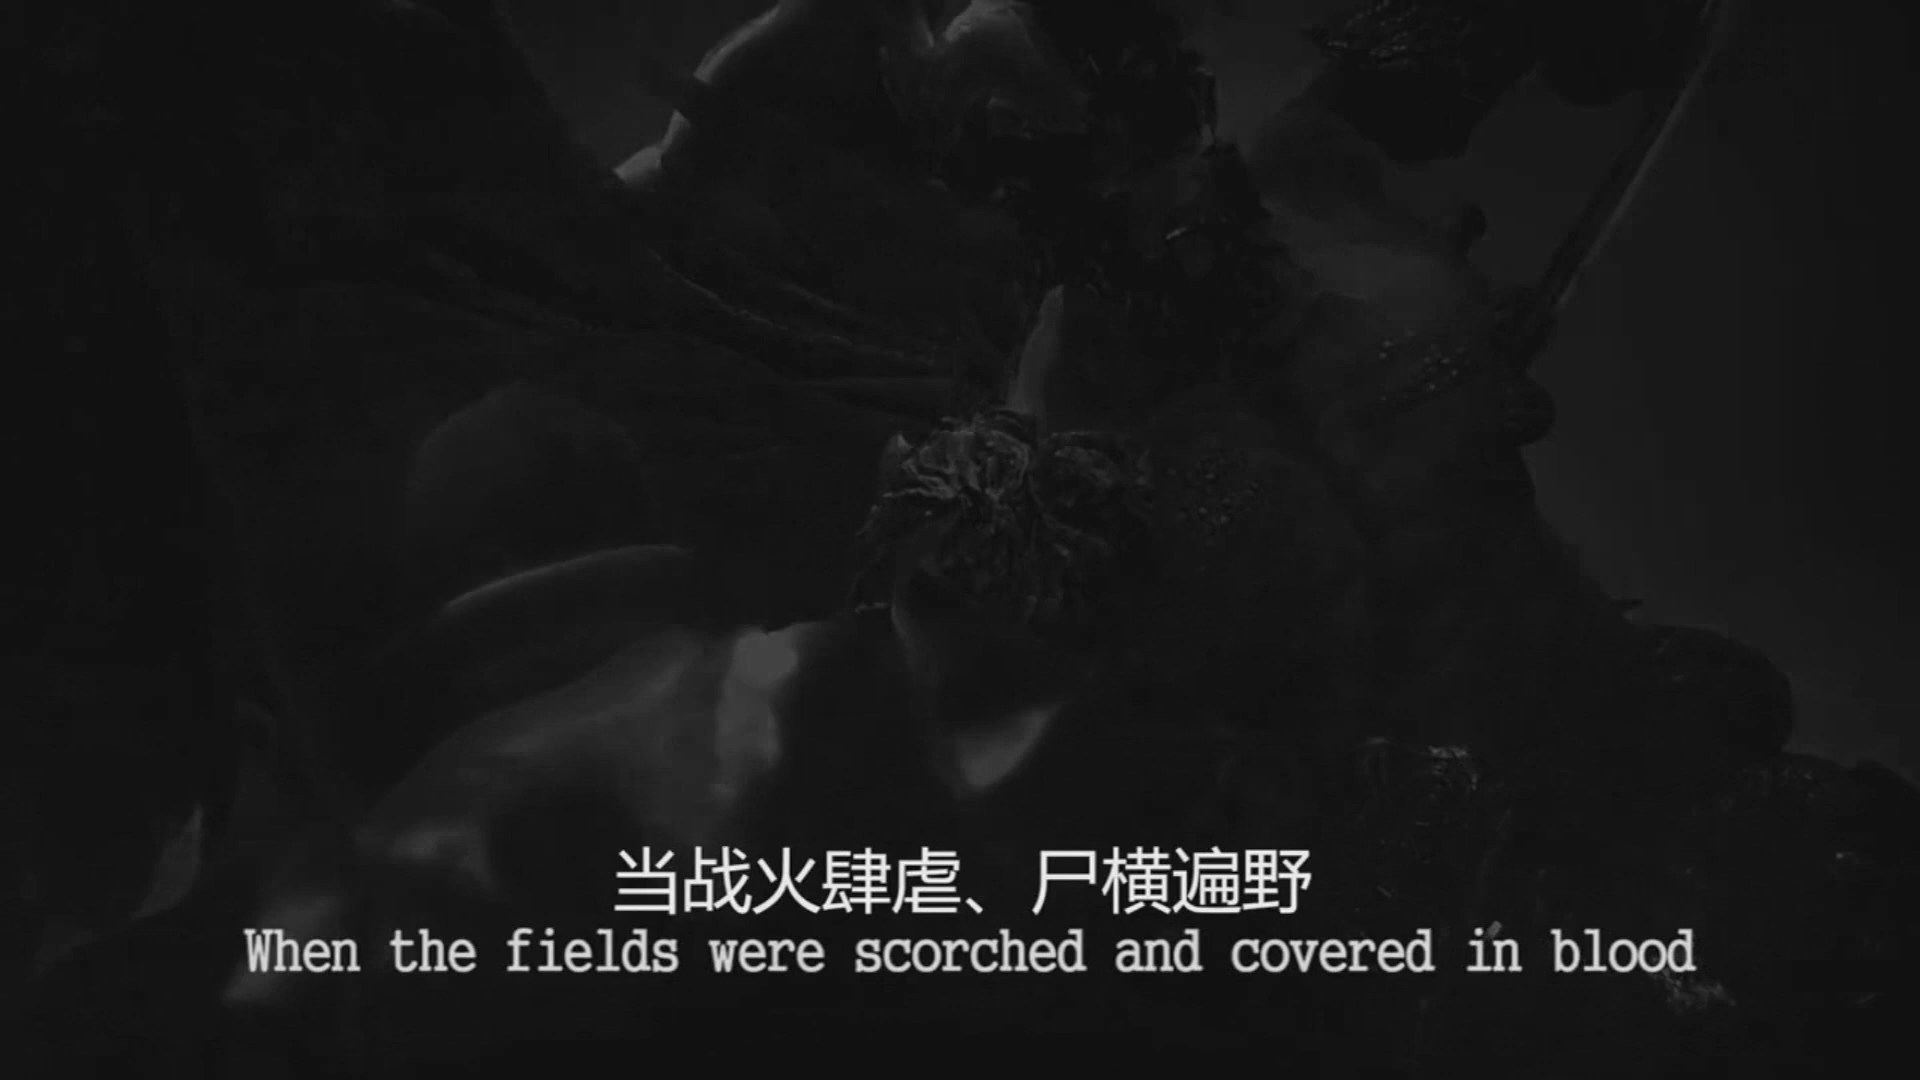 当战火肆虐、尸横遍野
When the fields were scorched and covered in blood